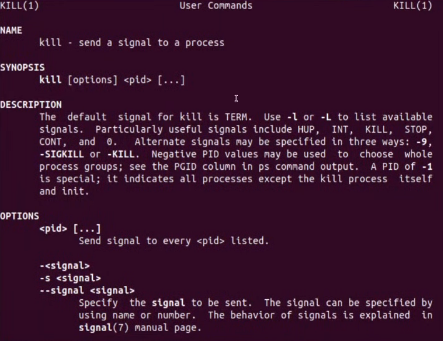 KILL(1) User Commands KILL(1)
NAME
kill - send a signal to a process
SYNOPSIS
kill [options] <pid> [...]
DESCRIPTION
The default signal for kill is TERM. Use -l or -L to list available
signals. Particularly useful signals include HUP, INT, KILL, STOP,
CONT, and 0. Alternate signals may be specified in three ways: -9,
-SIGKILL or -KILL. Negative PID values may be used to choose whole
process groups; see the PGID column in ps command output. A PID of -1
is special; it indicates all processes except the kill process itself
and init.
OPTIONS
<pid> [...]
Send signal to every <pid> listed.
-<signal>
-s <signal>
--signal <signal>
Specify the signal to be sent. The signal can be specified by
using name or number. The behavior of signals is explained in
signal(7) manual page.